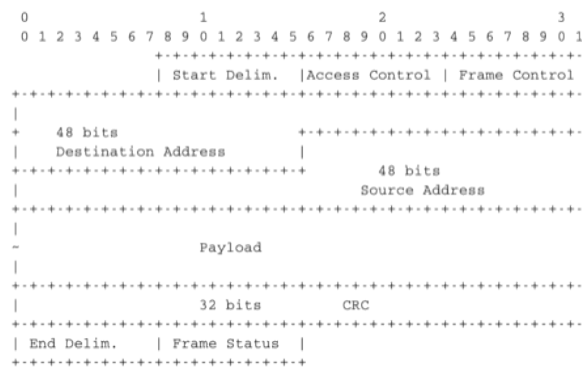 0                   1                   2                   3
0 1 2 3 4 5 6 7 8 9 0 1 2 3 4 5 6 7 8 9 0 1 2 3 4 5 6 7 8 9 0 1
                +-+-+-+-+-+-+-+-+-+-+-+-+-+-+-+-+-+-+-+-+-+-+-+-
                | Start Delim.  |Access Control | Frame Control
+-+-+-+-+-+-+-+-+-+-+-+-+-+-+-+-+-+-+-+-+-+-+-+-+-+-+-+-+-+-+-+-
|
+    48 bits                    +-+-+-+-+-+-+-+-+-+-+-+-+-+-+-+-
|    Destination Address        |
+-+-+-+-+-+-+-+-+-+-+-+-+-+-+-+-+        48 bits
|                                      Source Address
+-+-+-+-+-+-+-+-+-+-+-+-+-+-+-+-+-+-+-+-+-+-+-+-+-+-+-+-+-+-+-+-
|
~                    Payload
|
+-+-+-+-+-+-+-+-+-+-+-+-+-+-+-+-+-+-+-+-+-+-+-+-+-+-+-+-+-+-+-+-
|                    32 bits         CRC
+-+-+-+-+-+-+-+-+-+-+-+-+-+-+-+-+-+-+-+-+-+-+-+-+-+-+-+-+-+-+-+-
| End Delim.    | Frame Status  |
+-+-+-+-+-+-+-+-+-+-+-+-+-+-+-+-+